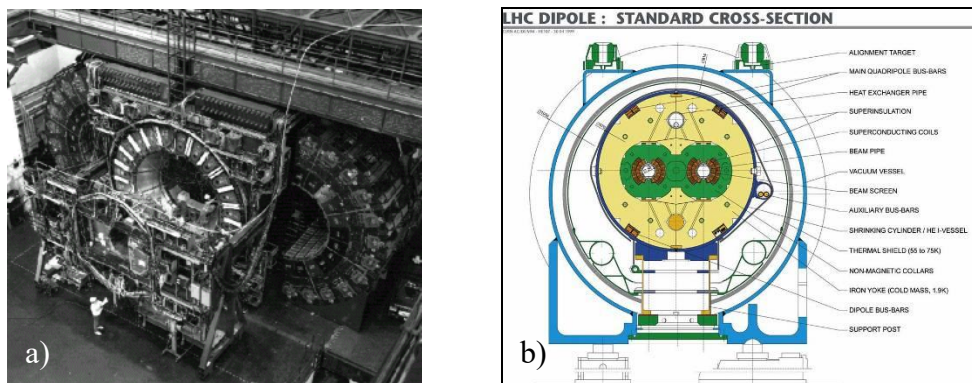 a)
LHC DIPOLE : STANDARD CROSS-SECTION
ALIGNMENT TARGET
MAIN QUADRIPOLE BUS-BARS
HEAT EXCHANGER PIPE
SUPERINSULATION
SUPERCONDUCTING COILS
BEAM PIPE
VACUUM VESSEL
BEAM SCREEN
AUXILIARY BUS-BARS
SHRINKING CYLINDER / HE I-VESSEL
THERMAL SHIELD (55 to 75K)
NON-MAGNETIC COLLARS
IRON YOKE (COLD MASS, 1.9K)
DIPOLE BUS-BARS
SUPPORT POST
b)